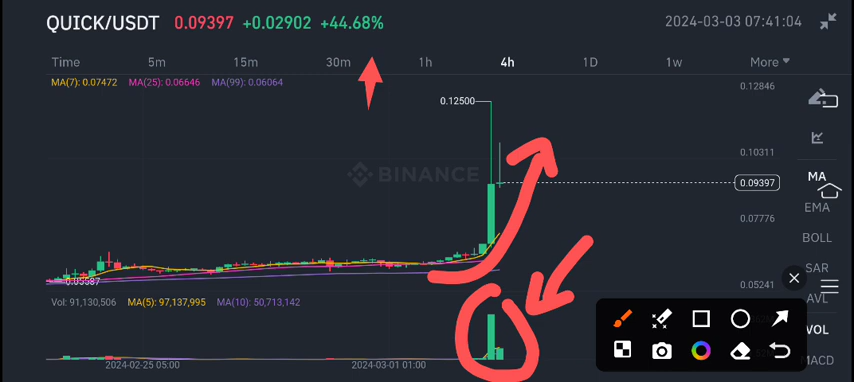 QUICK/USDT 0.09397 +0.02902 +44.68% 2024-03-03 07:41:04
Time 5m 15m 30m 1h 4h 1D 1w More
MA(7): 0.07472 MA(25): 0.06646 MA(99): 0.06064
0.12846
0.12500
0.10311
BINANCE
0.09397
0.07776
0.05587
0.05241
Vol: 91,130,506 MA(5): 97,137,995 MA(10): 50,713,142
2024-02-25 05:00 2024-03-01 01:00
MA
EMA
BOLL
SAR
AVL
VOL
MACD